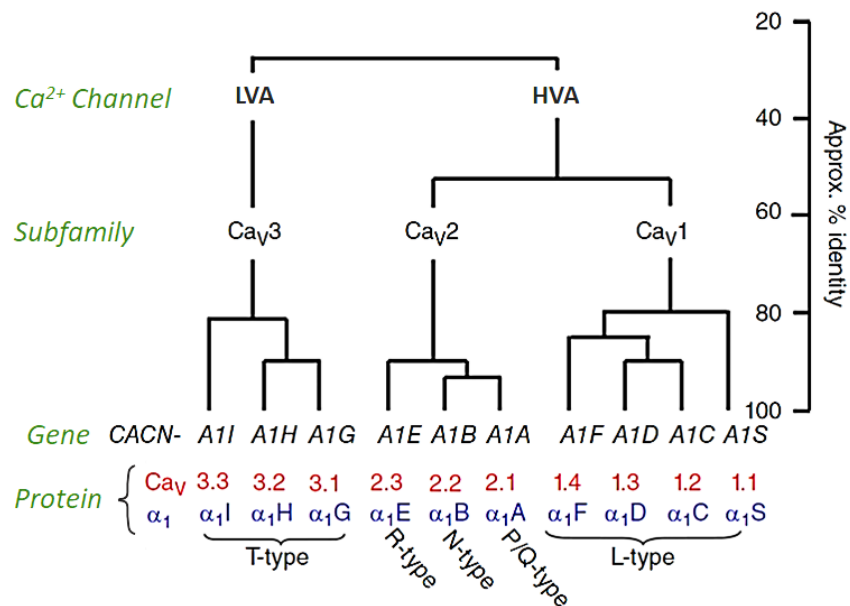 20
Ca²⁺ Channel LVA HVA
40
Subfamily Caᵥ3 Caᵥ2 Caᵥ1
60
80
100
Approx. % identity
Gene CACN- A1I A1H A1G A1E A1B A1A A1F A1D A1C A1S
Protein
Caᵥ 3.3 3.2 3.1 2.3 2.2 2.1 1.4 1.3 1.2 1.1
α₁ α₁I α₁H α₁G α₁E α₁B α₁A α₁F α₁D α₁C α₁S
T-type R-type N-type P/Q-type L-type